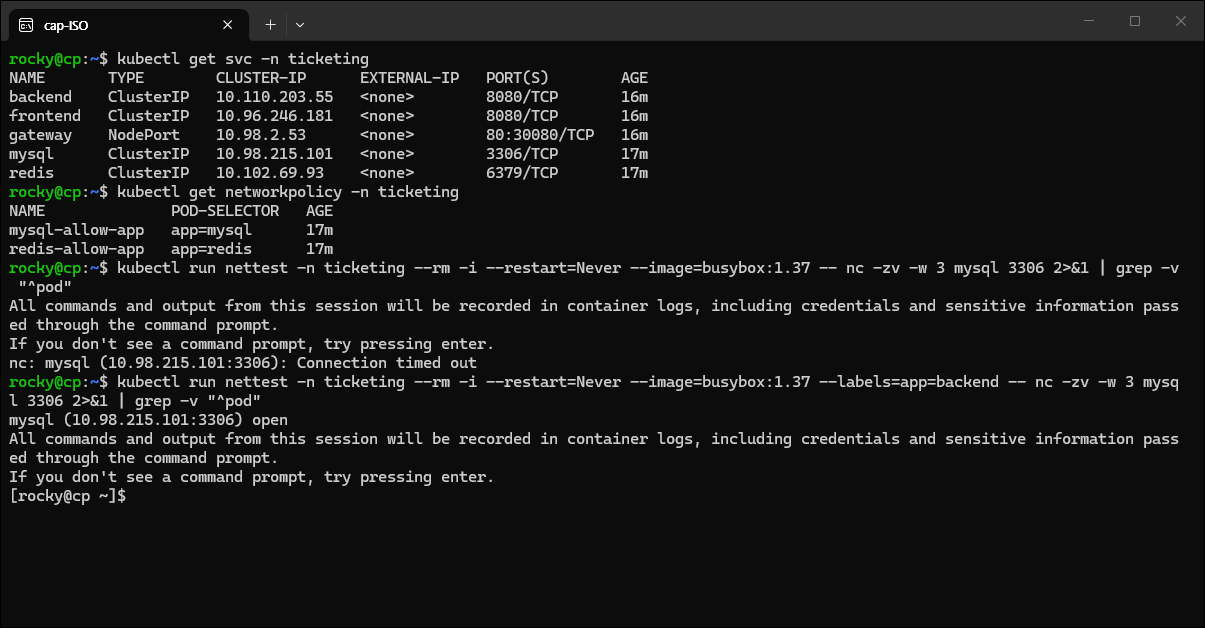 cap-ISO
rocky@cp:~$ kubectl get svc -n ticketing
NAME       TYPE        CLUSTER-IP      EXTERNAL-IP   PORT(S)        AGE
backend    ClusterIP   10.110.203.55   <none>        8080/TCP       16m
frontend   ClusterIP   10.96.246.181   <none>        8080/TCP       16m
gateway    NodePort    10.98.2.53      <none>        80:30080/TCP   16m
mysql      ClusterIP   10.98.215.101   <none>        3306/TCP       17m
redis      ClusterIP   10.102.69.93    <none>        6379/TCP       17m
rocky@cp:~$ kubectl get networkpolicy -n ticketing
NAME              POD-SELECTOR   AGE
mysql-allow-app   app=mysql      17m
redis-allow-app   app=redis      17m
rocky@cp:~$ kubectl run nettest -n ticketing --rm -i --restart=Never --image=busybox:1.37 -- nc -zv -w 3 mysql 3306 2>&1 | grep -v
 "^pod"
All commands and output from this session will be recorded in container logs, including credentials and sensitive information pass
ed through the command prompt.
If you don't see a command prompt, try pressing enter.
nc: mysql (10.98.215.101:3306): Connection timed out
rocky@cp:~$ kubectl run nettest -n ticketing --rm -i --restart=Never --image=busybox:1.37 --labels=app=backend -- nc -zv -w 3 mysq
l 3306 2>&1 | grep -v "^pod"
mysql (10.98.215.101:3306) open
All commands and output from this session will be recorded in container logs, including credentials and sensitive information pass
ed through the command prompt.
If you don't see a command prompt, try pressing enter.
[rocky@cp ~]$